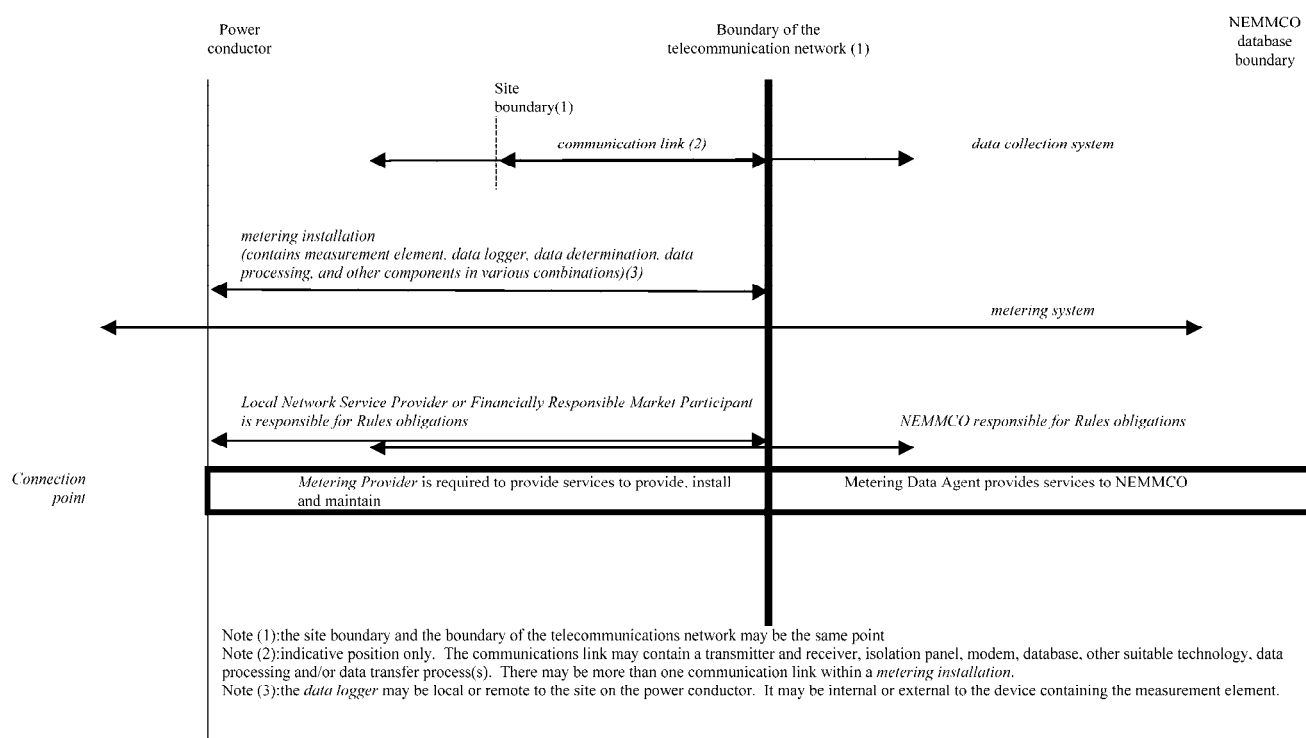 Power
conductor
Boundary of the
telecommunication network (1)
NEMMCO
database
boundary
Site
boundary(1)
communication link (2)
data collection system
metering installation
(contains measurement element, data logger, data determination, data
processing, and other components in various combinations)(3)
metering system
Local Network Service Provider or Financially Responsible Market Participant
is responsible for Rules obligations
NEMMCO responsible for Rules obligations
Connection
point
Metering Provider is required to provide services to provide, install
and maintain
Metering Data Agent provides services to NEMMCO
Note (1):the site boundary and the boundary of the telecommunications network may be the same point
Note (2):indicative position only.  The communications link may contain a transmitter and receiver, isolation panel, modem, database, other suitable technology, data
processing and/or data transfer process(s).  There may be more than one communication link within a metering installation.
Note (3):the data logger may be local or remote to the site on the power conductor.  It may be internal or external to the device containing the measurement element.